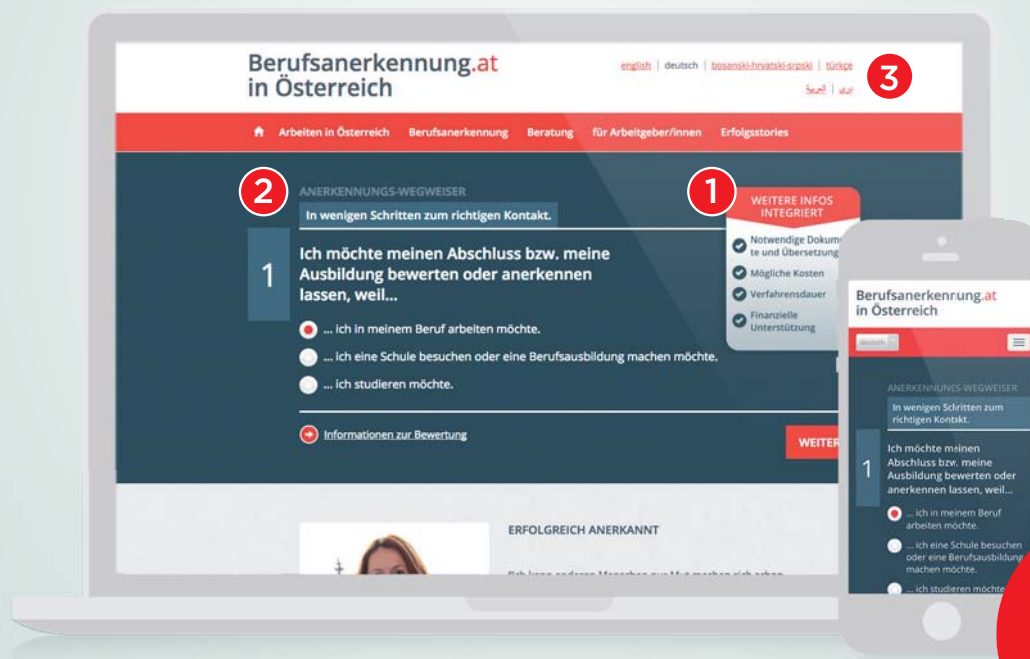 Berufsanerkennung.at
in Österreich
english | deutsch | bosanski-hrvatski-srpski | türkçe
العربية | دری
3
Arbeiten in Österreich Berufsanerkennung Beratung für Arbeitgeber/innen Erfolgsstories
2
ANERKENNUNGS-WEGWEISER
In wenigen Schritten zum richtigen Kontakt.
1
Ich möchte meinen Abschluss bzw. meine
Ausbildung bewerten oder anerkennen
lassen, weil...
... ich in meinem Beruf arbeiten möchte.
... ich eine Schule besuchen oder eine Berufsausbildung machen möchte.
... ich studieren möchte.
Informationen zur Bewertung
WEITER
1
WEITERE INFOS
INTEGRIERT
Notwendige Dokum
te und Übersetzung
Mögliche Kosten
Verfahrensdauer
Finanzielle
Unterstützung
ERFOLGREICH ANERKANNT
Berufsanerkenrung.at
in Österreich
deutsch
ANERKENNUNGS-WEGWEISER
In wenigen Schritten zum
richtigen Kontakt.
1
Ich möchte meinen
Abschluss bzw. meine
Ausbildung bewerten oder
anerkennen lassen, weil...
... ich in meinem Beruf
arbeiten möchte.
... ich eine Schule besuchen
oder eine Berufsausbildung
machen möchte.
... ich studieren möchte